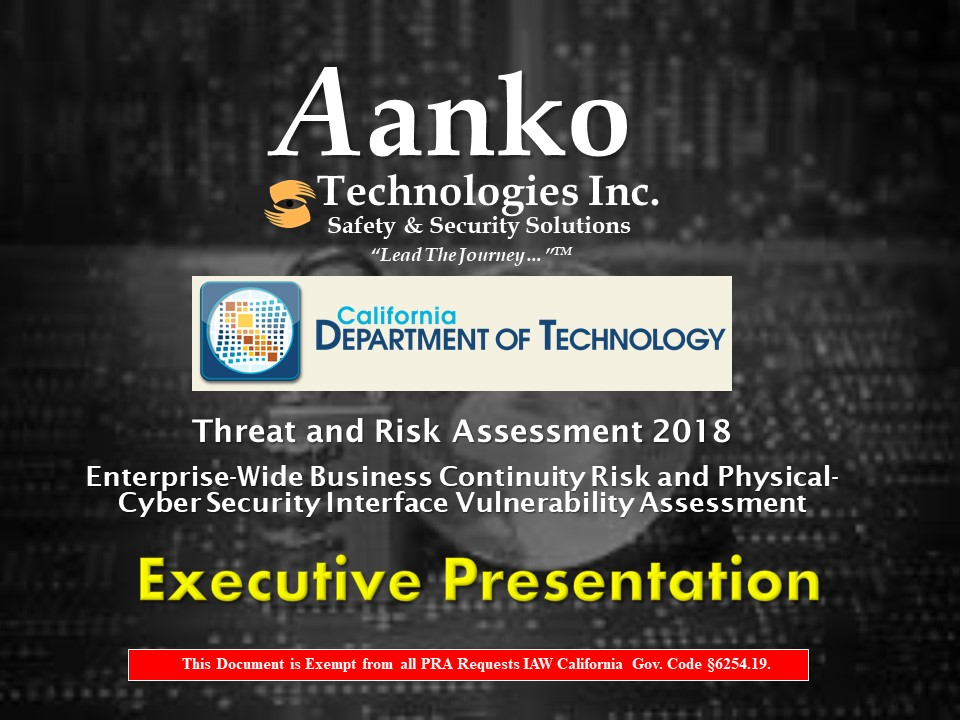 Aanko
Technologies Inc.
Safety & Security Solutions
“Lead The Journey…”™
California
DEPARTMENT OF TECHNOLOGY
Threat and Risk Assessment 2018
Enterprise-Wide Business Continuity Risk and Physical-
Cyber Security Interface Vulnerability Assessment
Executive Presentation
This Document is Exempt from all PRA Requests IAW California Gov. Code §6254.19.